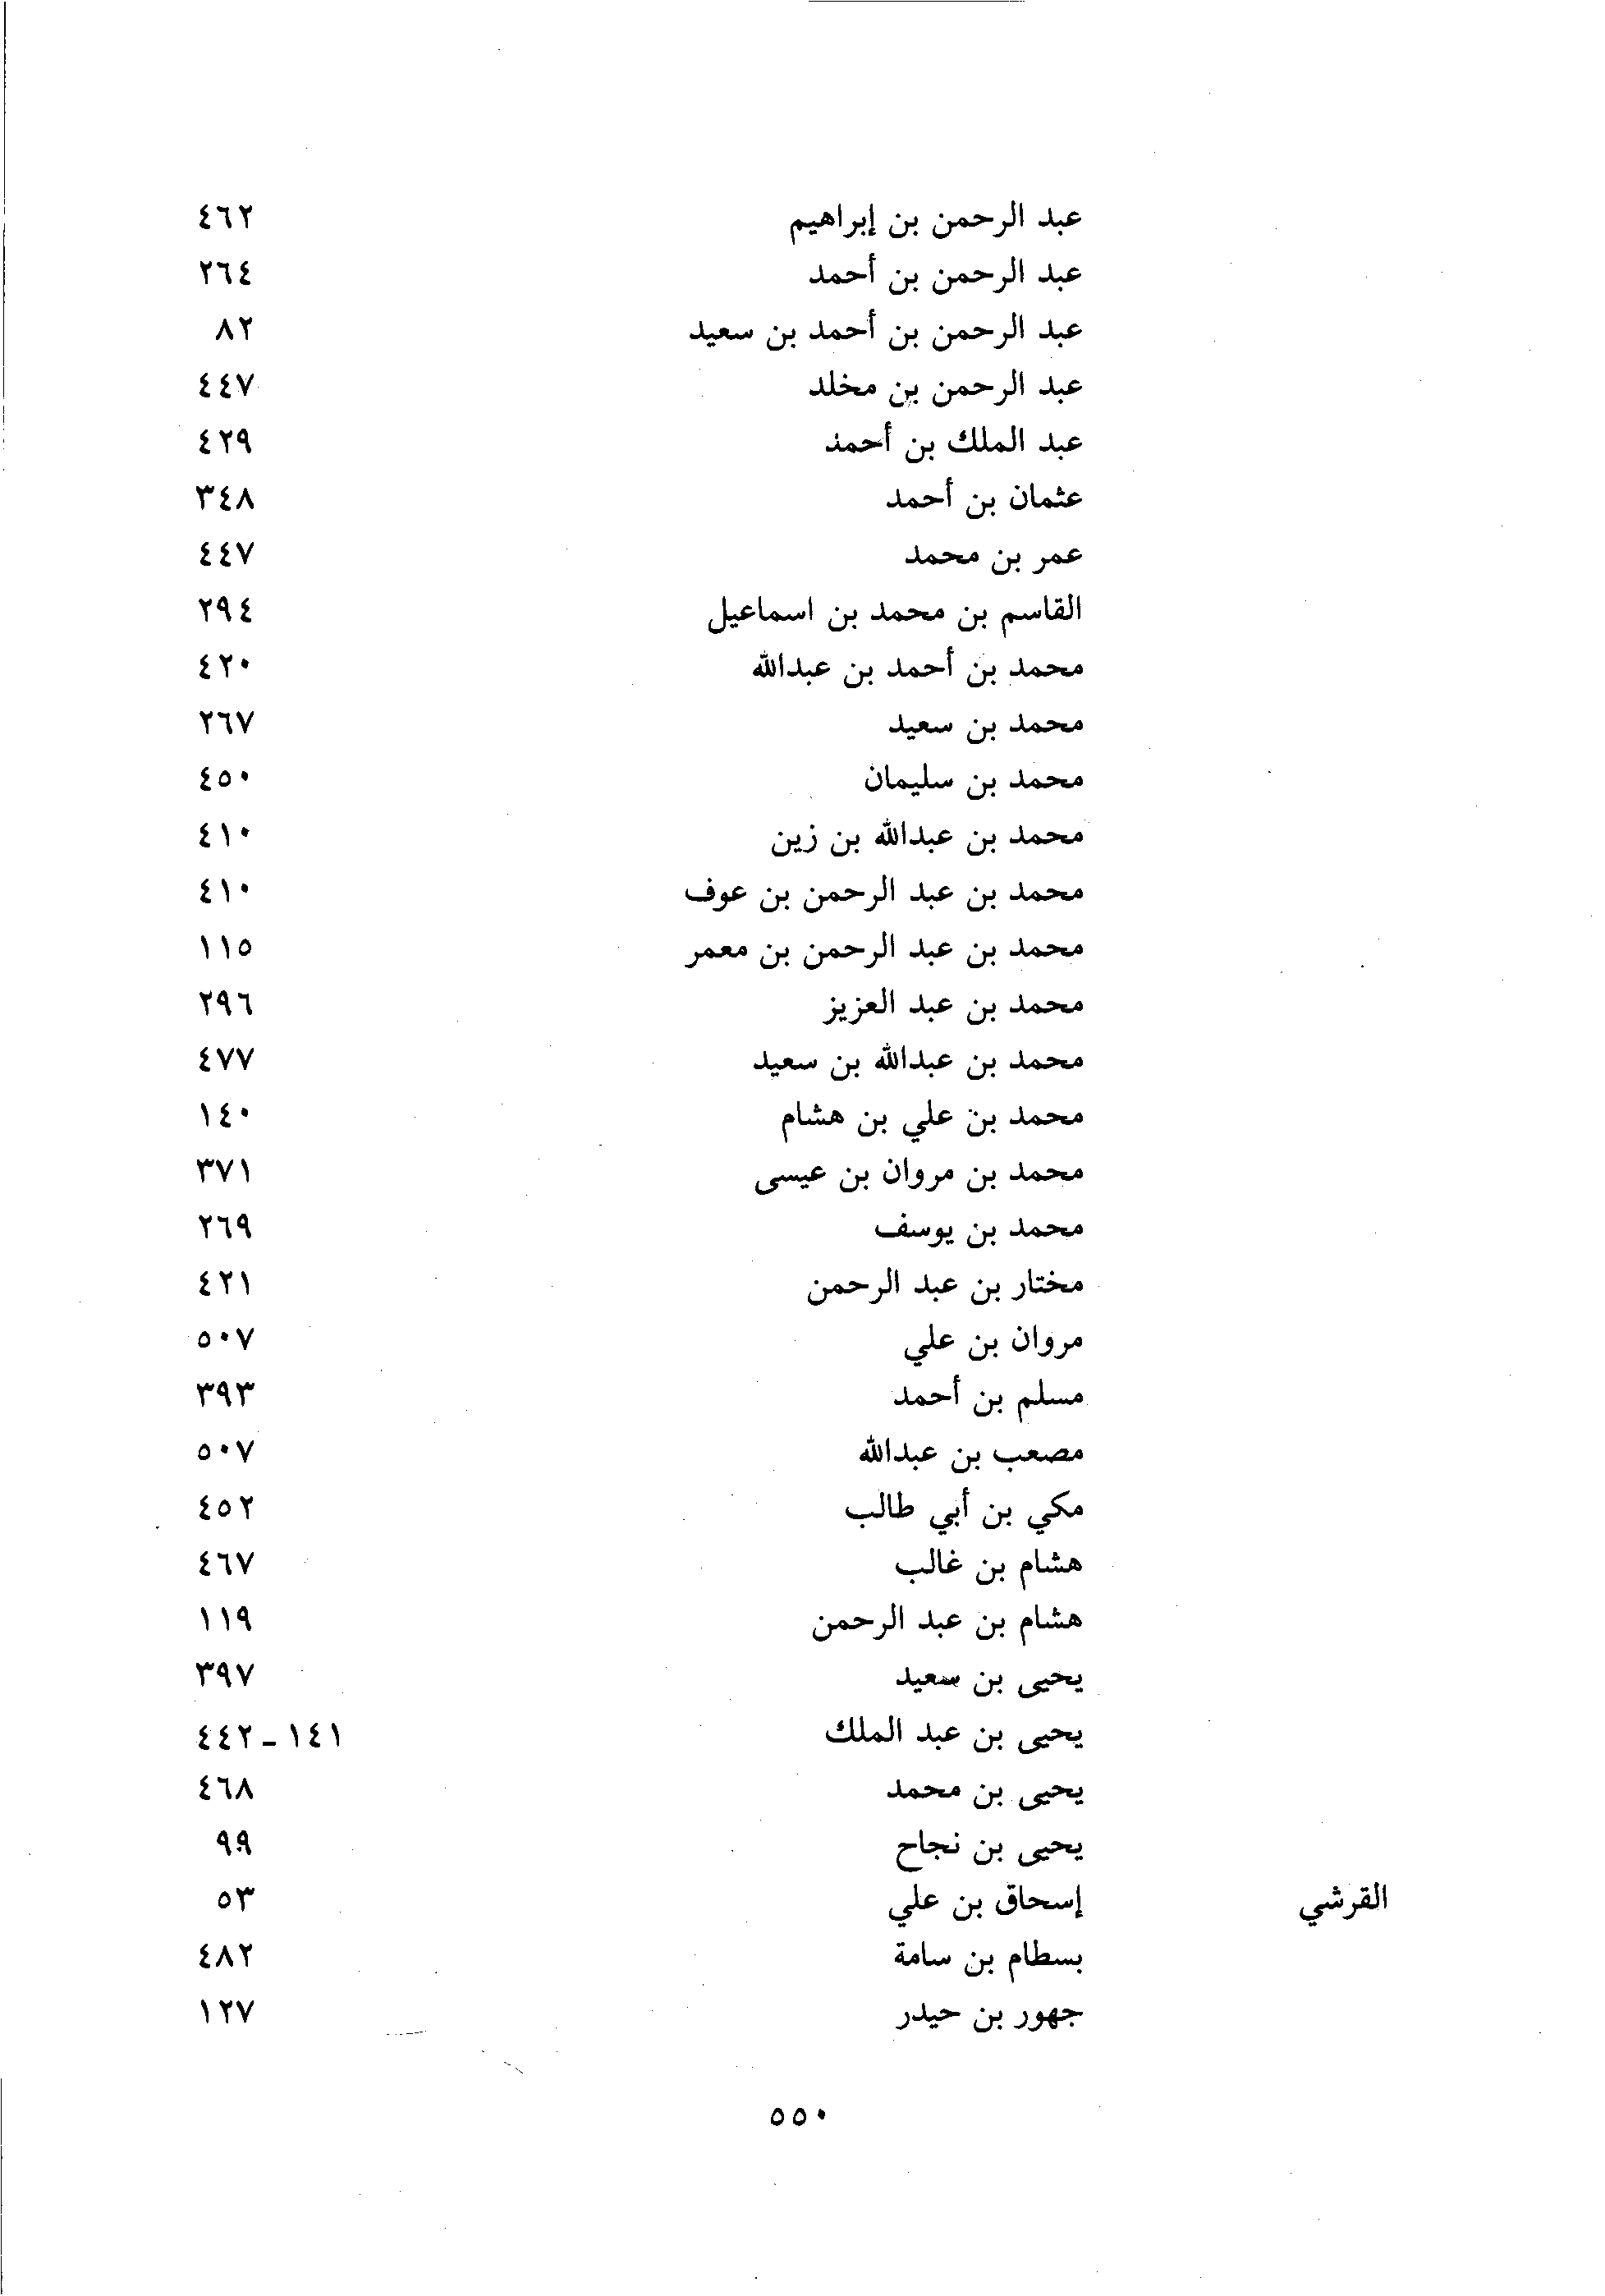 عبد الرحمن بن إبراهيم ٤٦٢
عبد الرحمن بن أحمد ٢٦٤
عبد الرحمن بن أحمد بن سعيد ٨٢
عبد الرحمن بن مخلد ٤٤٧
عبد الملك بن أحمد ٤٢٩
عثمان بن أحمد ٣٤٨
عمر بن محمد ٤٤٧
القاسم بن محمد بن اسماعيل ٢٩٤
محمد بن أحمد بن عبدالله ٤٢٠
محمد بن سعيد ٢٦٧
محمد بن سليمان ٤٥٠
محمد بن عبدالله بن زين ٤١٠
محمد بن عبد الرحمن بن عوف ٤١٠
محمد بن عبد الرحمن بن معمر ١١٥
محمد بن عبد العزيز ٢٩٦
محمد بن عبدالله بن سعيد ٤٧٧
محمد بن علي بن هشام ١٤٠
محمد بن مروان بن عيسى ٣٧١
محمد بن يوسف ٢٦٩
مختار بن عبد الرحمن ٤٢١
مروان بن علي ٥٠٧
مسلم بن أحمد ٣٩٣
مصعب بن عبدالله ٥٠٧
مكي بن أبي طالب ٤٥٢
هشام بن غالب ٤٦٧
هشام بن عبد الرحمن ١١٩
يحيى بن سعيد ٣٩٧
يحيى بن عبد الملك ١٤١ - ٤٤٢
يحيى بن محمد ٤٦٨
يحيى بن نجاح ٩٩
القرشي إسحاق بن علي ٥٣
بسطام بن سامة ٤٨٢
جهور بن حيدر ١٢٧
٥٥٠